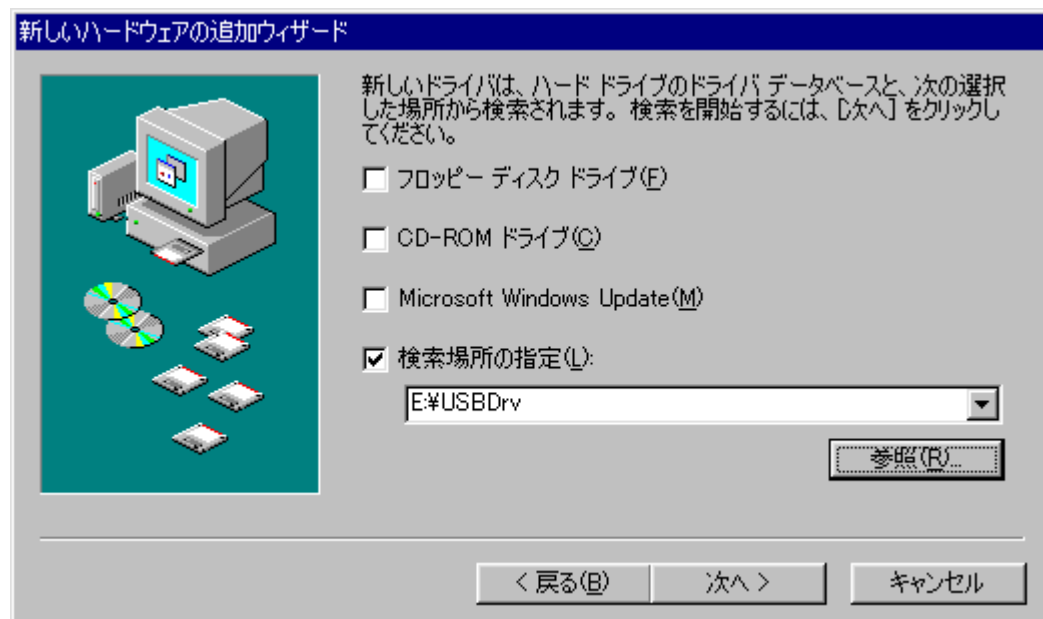 新しいハードウェアの追加ウィザード
新しいドライバは、ハード ドライブのドライバ データベースと、次の選択
した場所から検索されます。 検索を開始するには、[次へ] をクリックし
てください。
フロッピー ディスク ドライブ(F)
CD-ROM ドライブ(C)
Microsoft Windows Update(M)
検索場所の指定(L):
E:¥USBDrv
参照(R)...
< 戻る(B)
次へ >
キャンセル